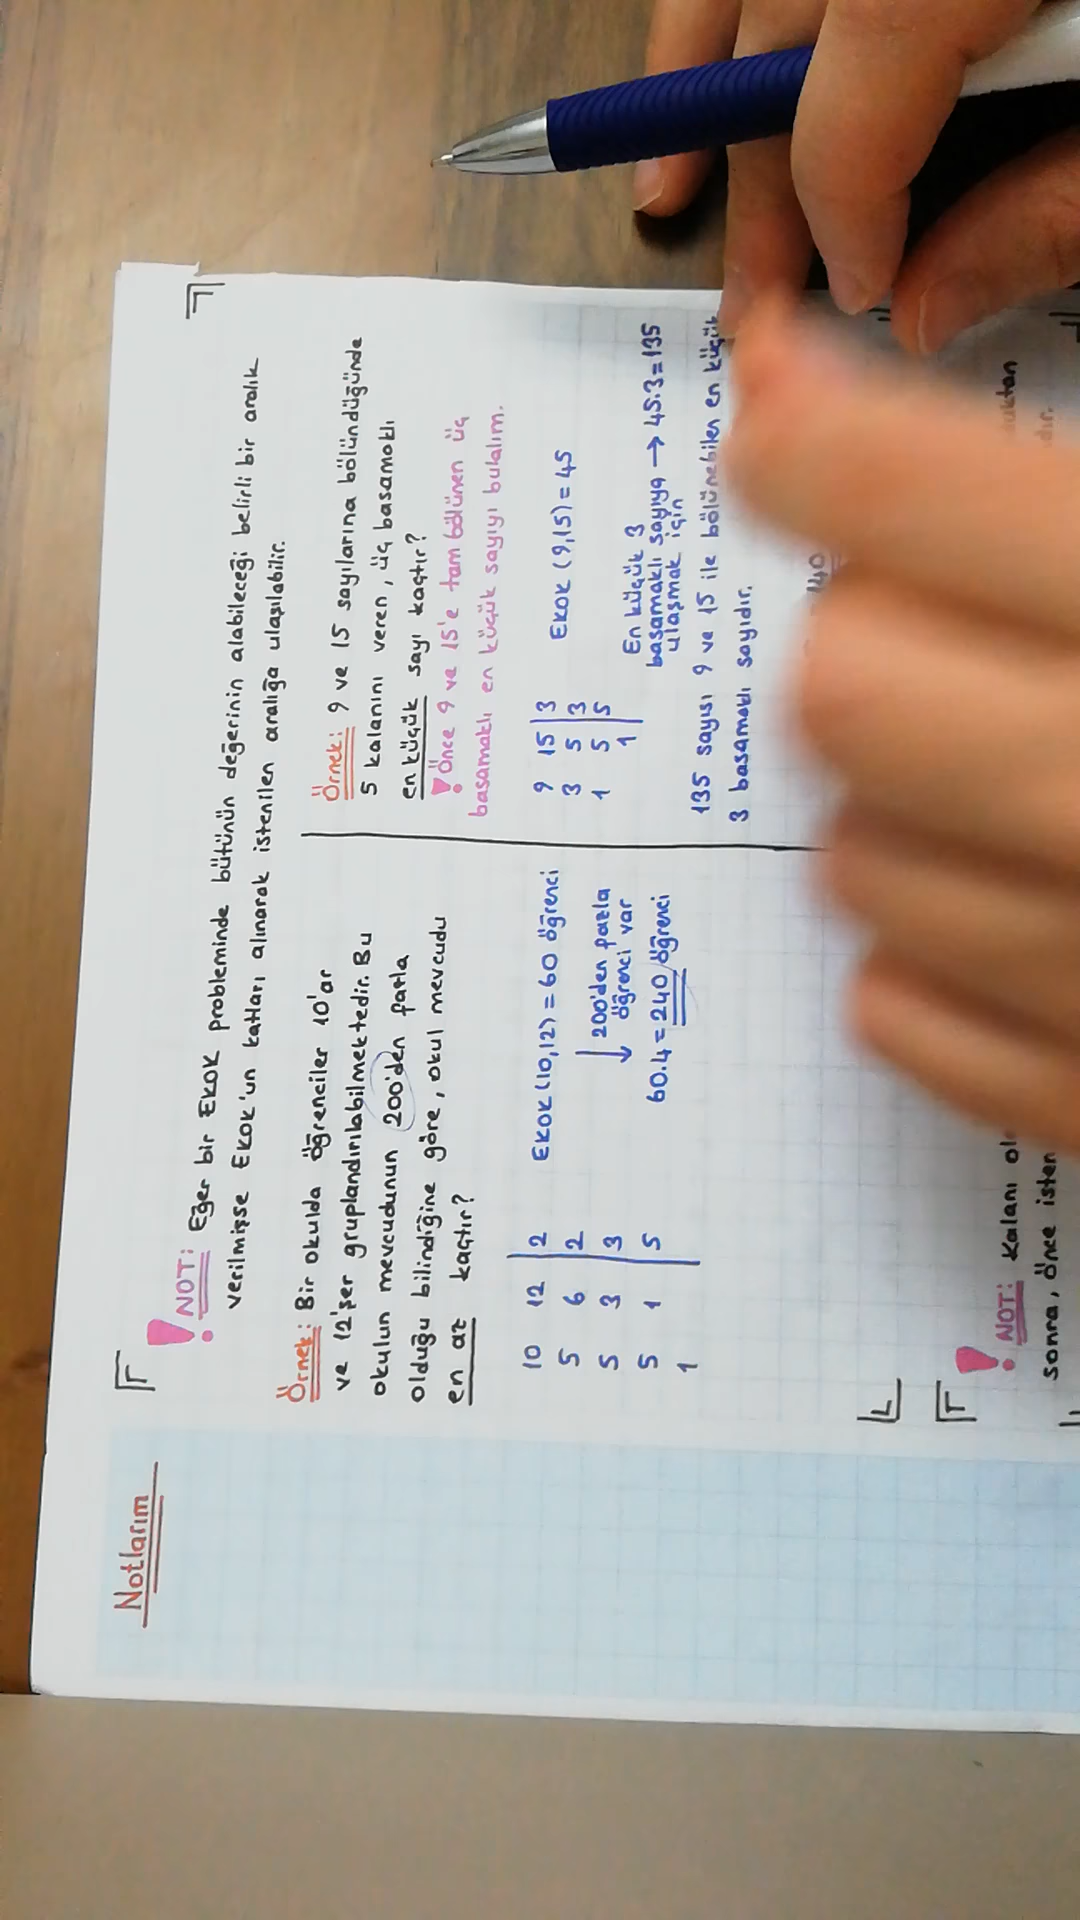 Notlarım
! NOT: Eğer bir EKOK probleminde bütünün değerinin alabileceği belirli bir aralık
verilmişse EKOK'un katları alınarak istenilen aralığa ulaşılabilir.
Örnek: Bir okulda öğrenciler 10'ar
ve 12'şer gruplandırılabilmektedir. Bu
okulun mevcudunun 200'den fazla
olduğu bilindiğine göre, okul mevcudu
en az kaçtır?
10 12 | 2
5 6 | 2
5 3 | 3
5 1 | 5
1
EKOK (10,12) = 60 öğrenci
↓ 200'den fazla
öğrenci var
60.4 = 240 öğrenci
Örnek: 9 ve 15 sayılarına bölündüğünde
5 kalanını veren, üç basamaklı
en küçük sayı kaçtır?
! Önce 9 ve 15'e tam bölünen üç
basamaklı en küçük sayıyı bulalım.
9 15 | 3
3 5 | 3
1 5 | 5
1
EKOK (9,15) = 45
En küçük 3
basamaklı sayıya → 45.3=135
ulaşmak için
135 sayısı 9 ve 15 ile bölünebilen en küçük
3 basamaklı sayıdır.
140
! NOT: Kalanı
sonra, önce